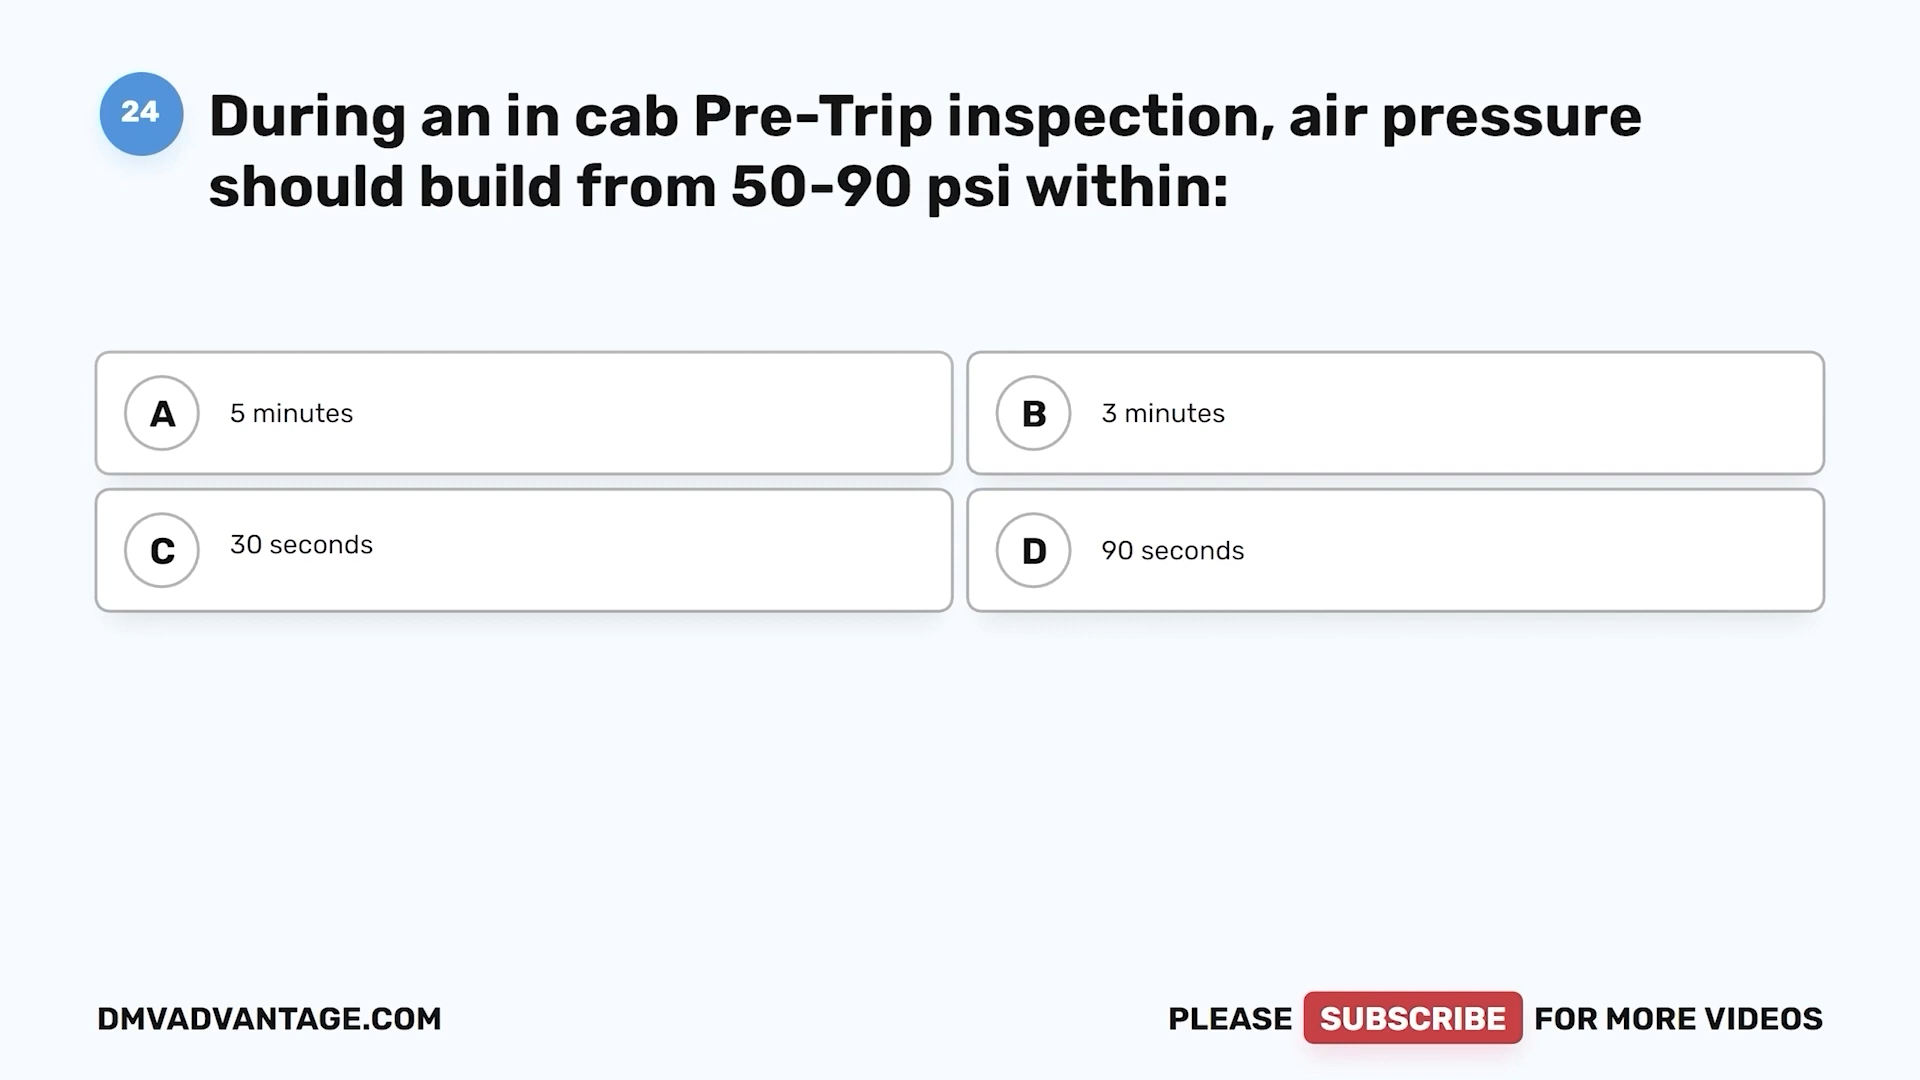 24
During an in cab Pre-Trip inspection, air pressure
should build from 50-90 psi within:
A 5 minutes
B 3 minutes
C 30 seconds
D 90 seconds
DMVADVANTAGE.COM
PLEASE SUBSCRIBE FOR MORE VIDEOS